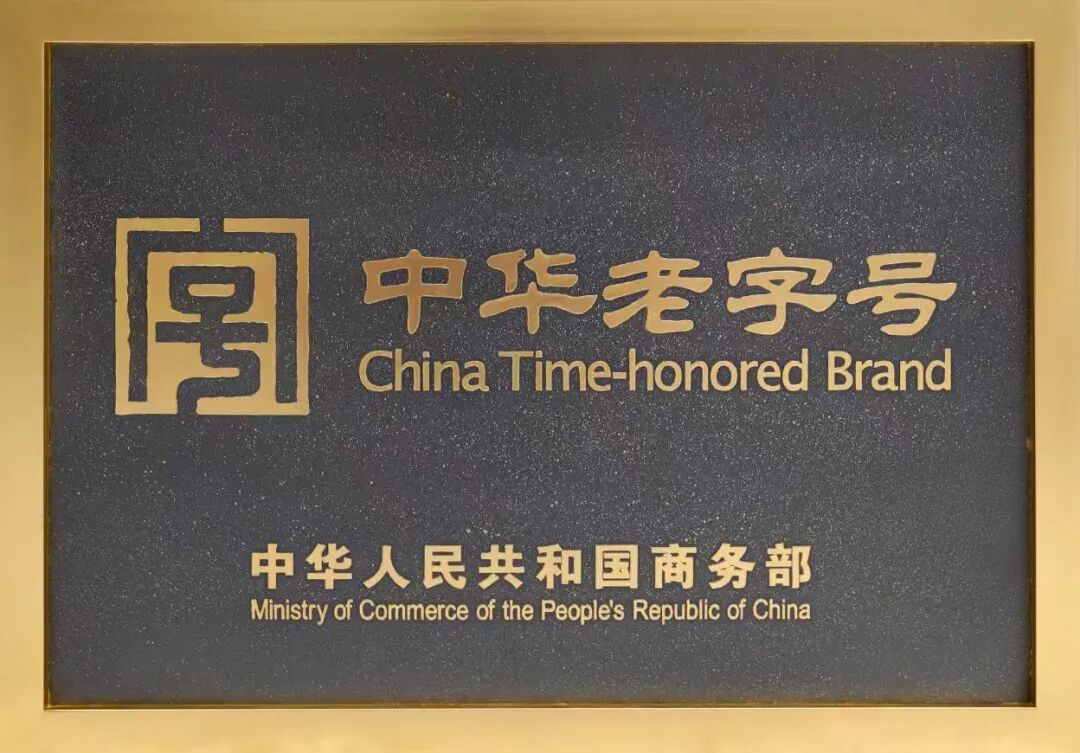 中华老字号
China Time-honored Brand
中华人民共和国商务部
Ministry of Commerce of the People's Republic of China